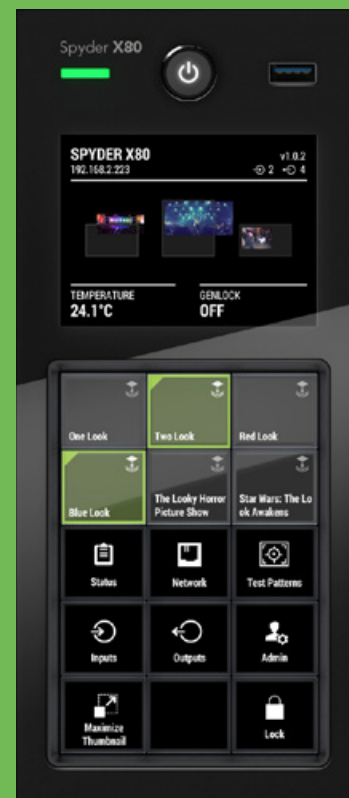 Spyder X80
SPYDER X80 v1.0.2
192.168.2.223 2 4
TEMPERATURE GENLOCK
24.1°C OFF
One Look Two Look Red Look
Blue Look
The Looky Horror
Picture Show
Star Wars: The Lo
ok Awakens
Status Network Test Patterns
Inputs Outputs Admin
Maximize
Thumbnail
Lock